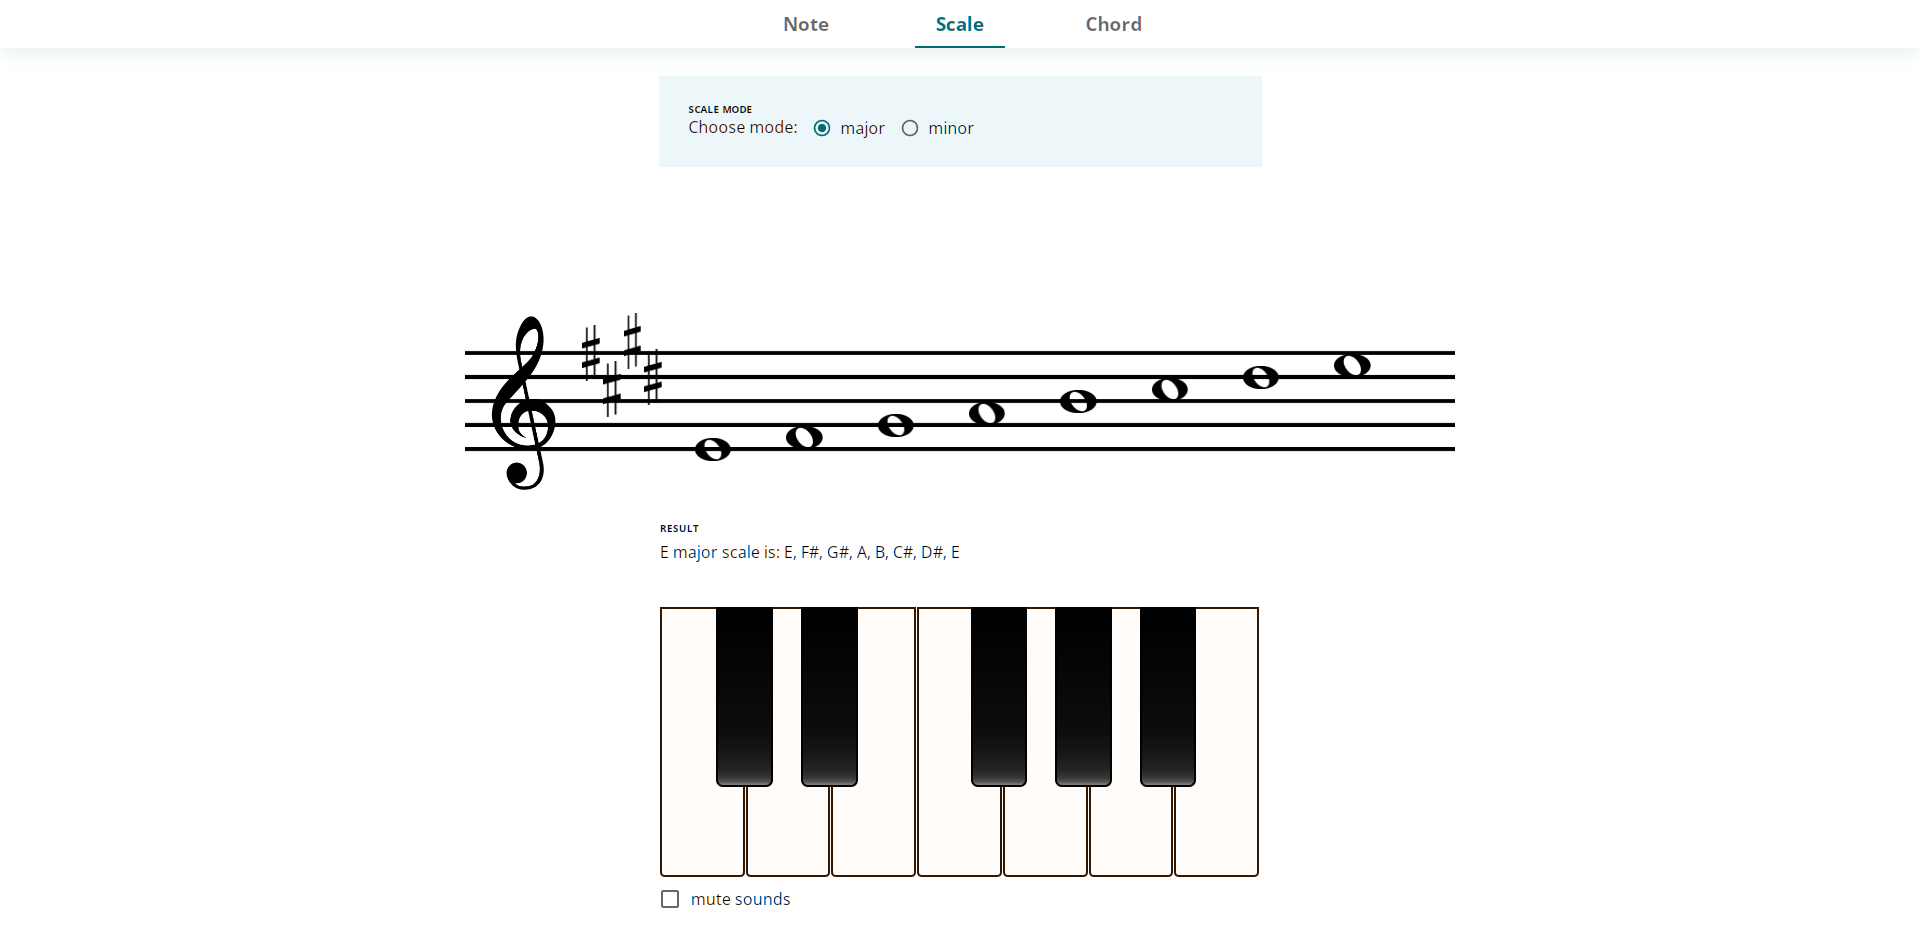 Note Scale Chord
SCALE MODE
Choose mode: major minor
RESULT
E major scale is: E, F#, G#, A, B, C#, D#, E
mute sounds